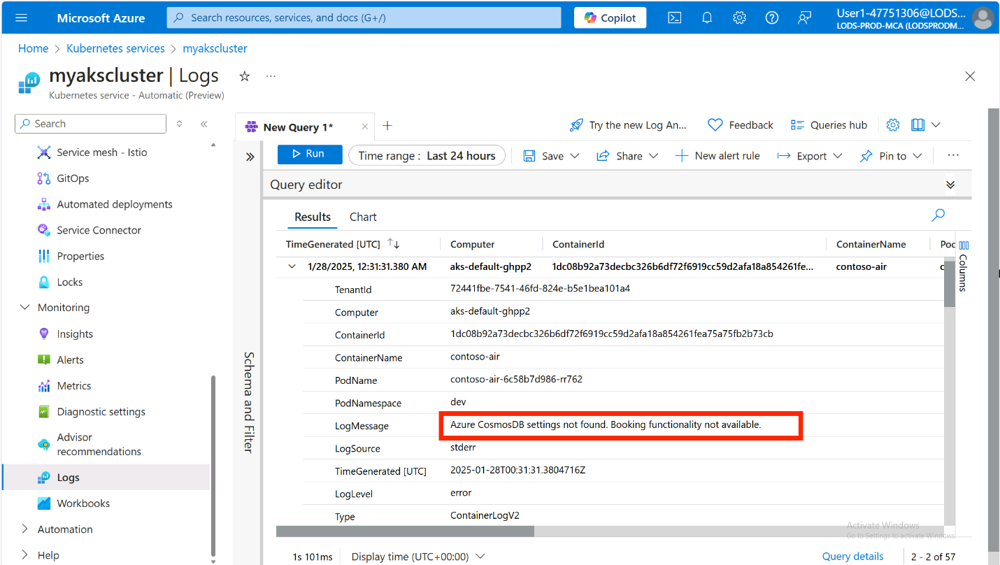 Microsoft Azure
Search resources, services, and docs (G+/)
Copilot
User1-47751306@LODS...
LODS-PROD-MCA (LODSPRODM...
Home > Kubernetes services > myakscluster
myakscluster | Logs
Kubernetes service - Automatic (Preview)
Search
Service mesh - Istio
GitOps
Automated deployments
Service Connector
Properties
Locks
Monitoring
Insights
Alerts
Metrics
Diagnostic settings
Advisor
recommendations
Logs
Workbooks
Automation
Help
New Query 1*
Try the new Log An...
Feedback
Queries hub
Run
Time range : Last 24 hours
Save
Share
New alert rule
Export
Pin to
Schema and Filter
Query editor
Results Chart
TimeGenerated [UTC] Computer ContainerId ContainerName Poc
Columns
1/28/2025, 12:31:31.380 AM aks-default-ghpp2 1dc08b92a73decbc326b6df72f6919cc59d2afa18a854261fe... contoso-air c
TenantId 72441fbe-7541-46fd-824e-b5e1bea101a4
Computer aks-default-ghpp2
ContainerId 1dc08b92a73decbc326b6df72f6919cc59d2afa18a854261fea75a75fb2b73cb
ContainerName contoso-air
PodName contoso-air-6c58b7d986-rr762
PodNamespace dev
LogMessage Azure CosmosDB settings not found. Booking functionality not available.
LogSource stderr
TimeGenerated [UTC] 2025-01-28T00:31:31.3804716Z
LogLevel error
Type ContainerLogV2
Activate Windows
Go to Settings to activate Windows.
1s 101ms Display time (UTC+00:00) Query details 2 - 2 of 57